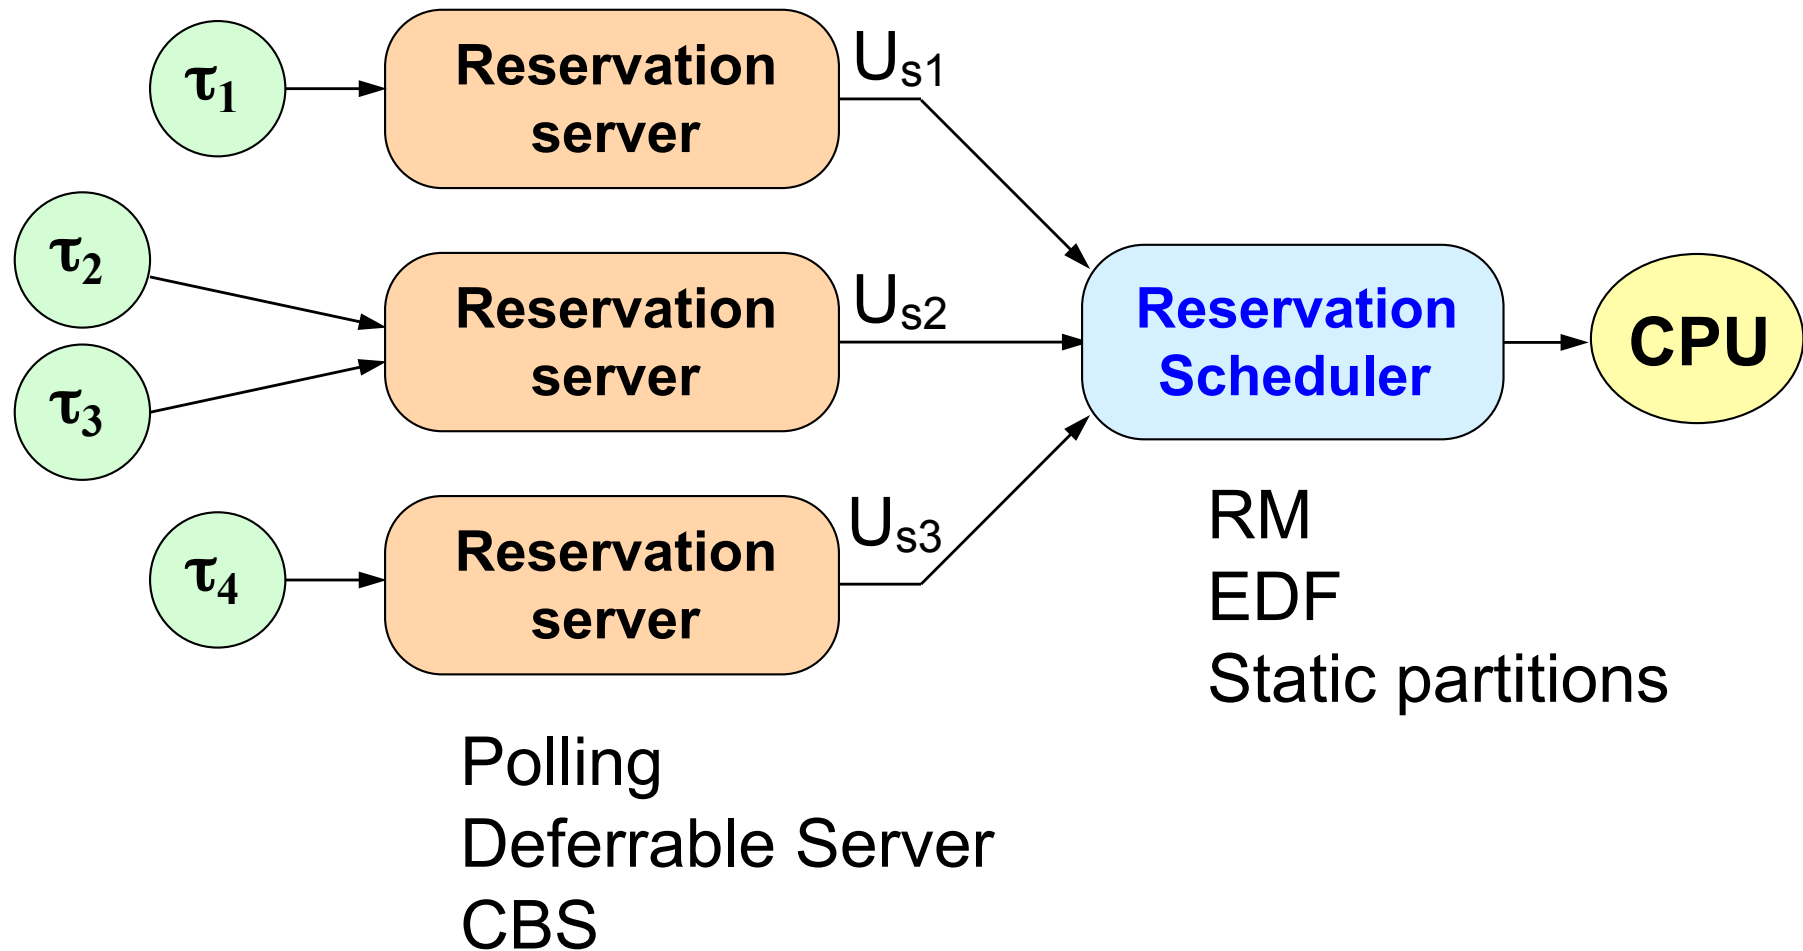 τ1
Reservation
server
Us1
τ2
τ3
Reservation
server
Us2
Reservation
Scheduler
CPU
τ4
Reservation
server
Us3
RM
EDF
Static partitions
Polling
Deferrable Server
CBS